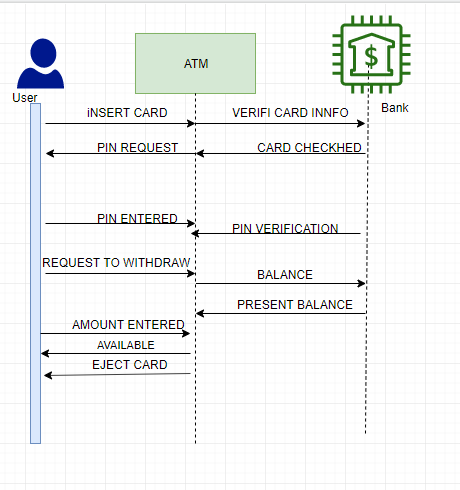 ATM
$
User
Bank
iNSERT CARD
VERIFI CARD INNFO
PIN REQUEST
CARD CHECKHED
PIN ENTERED
PIN VERIFICATION
REQUEST TO WITHDRAW
BALANCE
PRESENT BALANCE
AMOUNT ENTERED
AVAILABLE
EJECT CARD